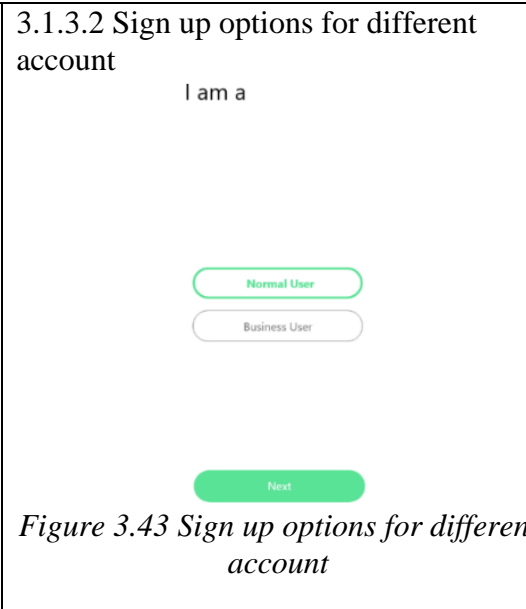 3.1.3.2 Sign up options for different
account
I am a
Normal User
Business User
Next
Figure 3.43 Sign up options for differen
account